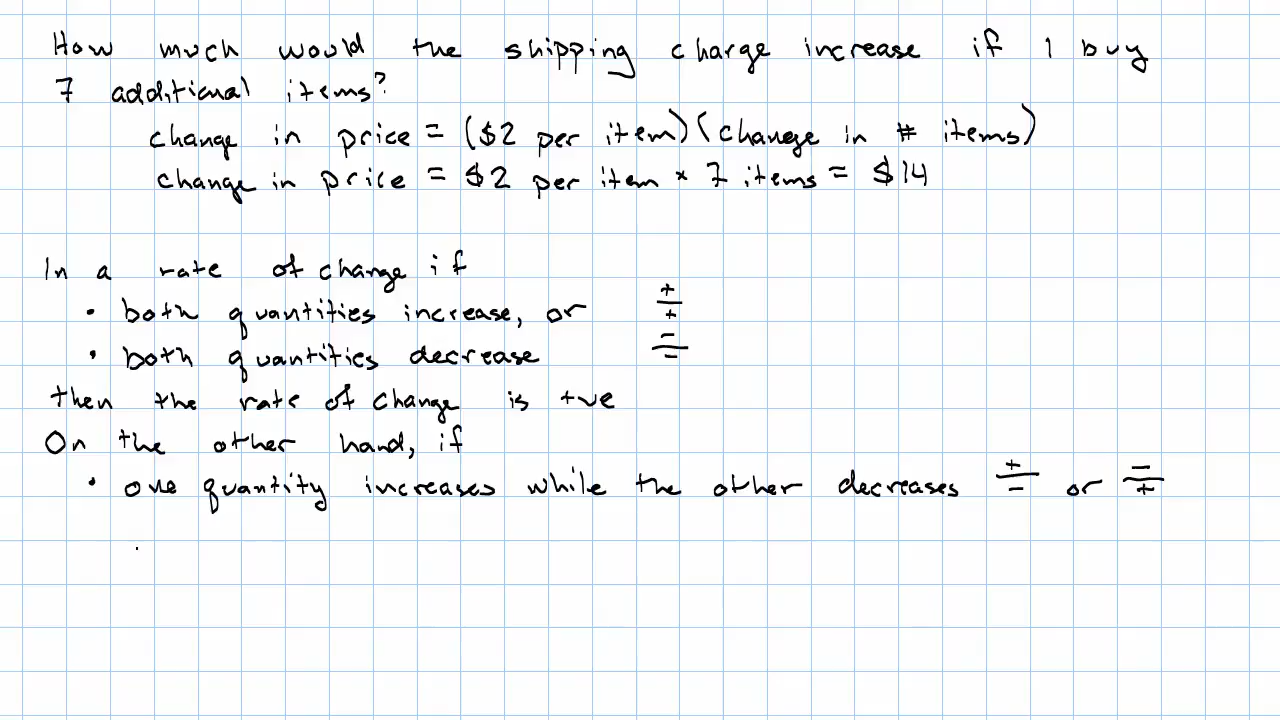 How much would the shipping charge increase if I buy
7 additional items?
change in price = ($2 per item)(change in # items)
change in price = $2 per item × 7 items = $14
In a rate of change if
• both quantities increase, or +/+
• both quantities decrease -/-
then the rate of change is +ve
On the other hand, if
• one quantity increases while the other decreases +/- or -/+